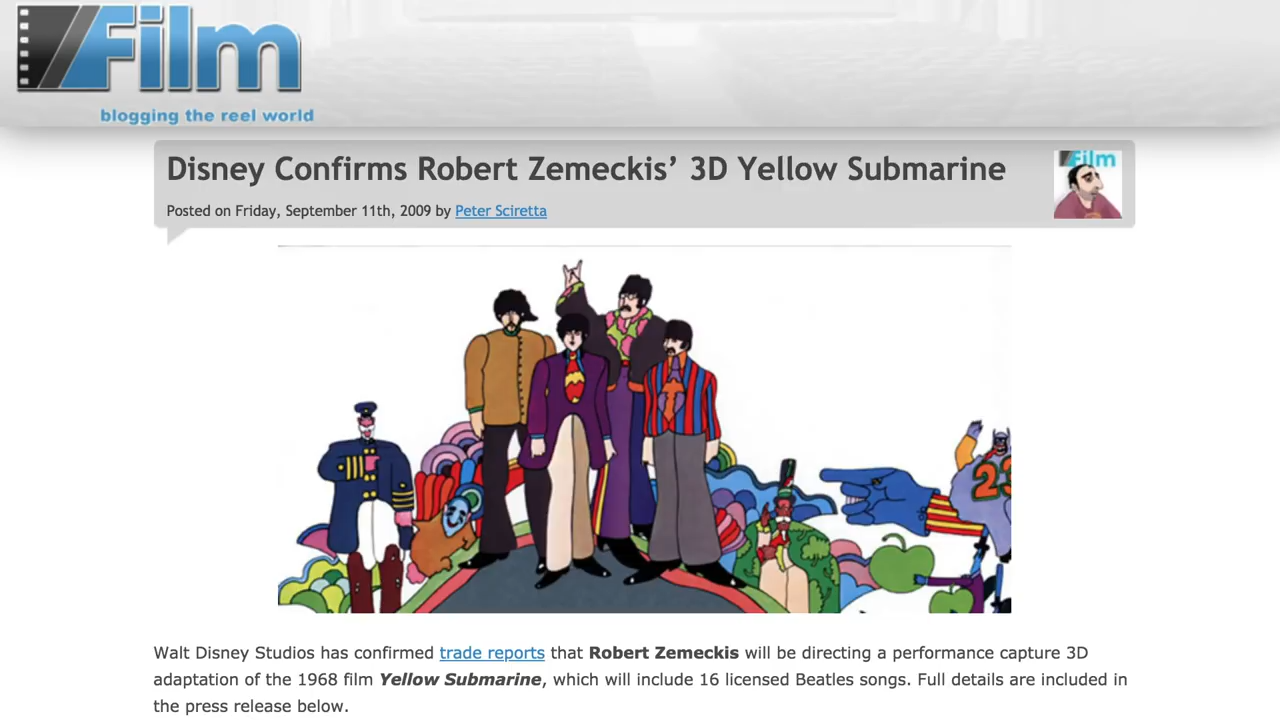 /Film
blogging the reel world
Disney Confirms Robert Zemeckis’ 3D Yellow Submarine
Film
Posted on Friday, September 11th, 2009 by Peter Sciretta
23
Walt Disney Studios has confirmed trade reports that Robert Zemeckis will be directing a performance capture 3D
adaptation of the 1968 film Yellow Submarine, which will include 16 licensed Beatles songs. Full details are included in
the press release below.